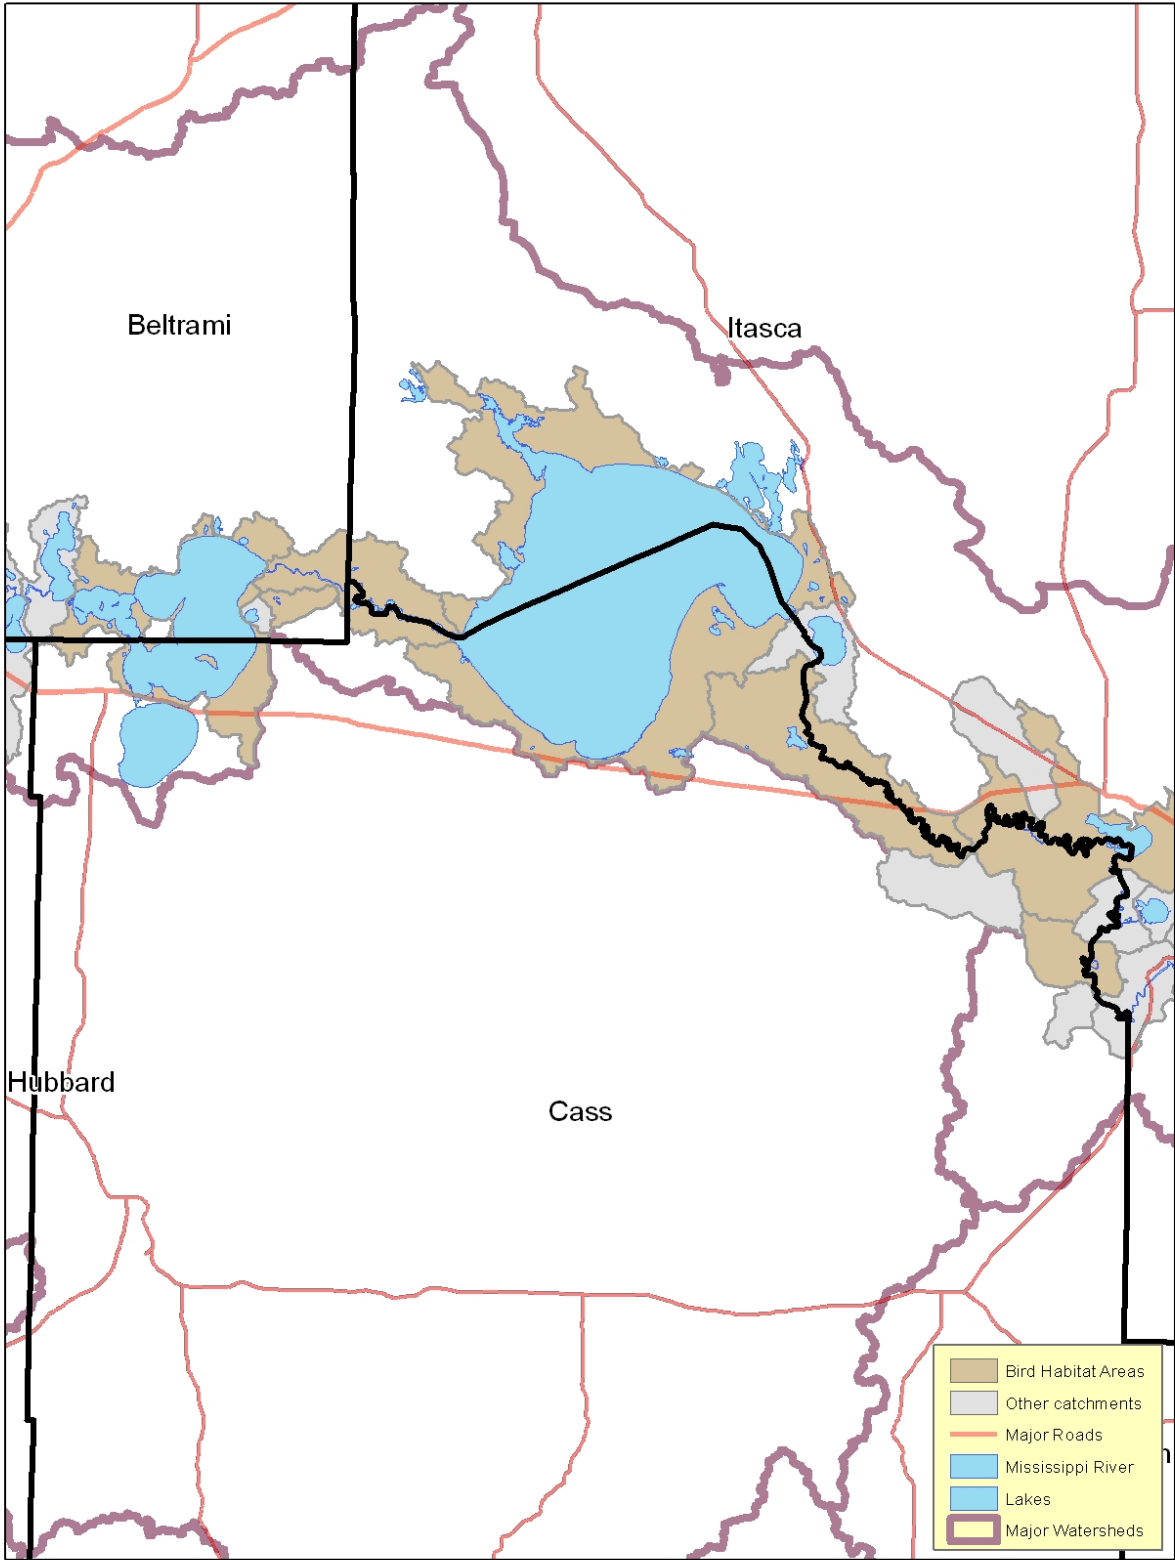 Beltrami
Itasca
Hubbard
Cass
Bird Habitat Areas
Other catchments
Major Roads
Mississippi River
Lakes
Major Watersheds
n